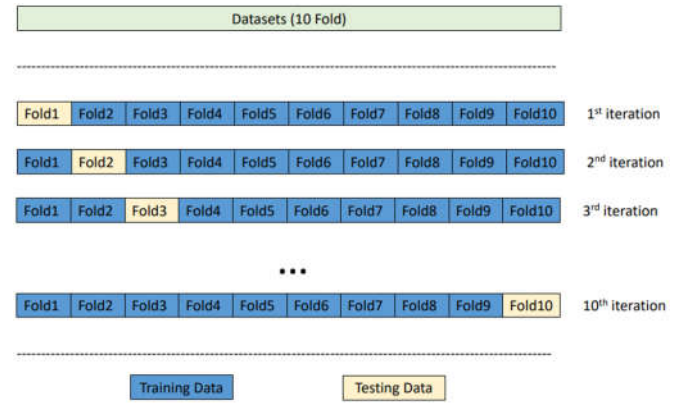 Datasets (10 Fold)
Fold1 Fold2 Fold3 Fold4 Fold5 Fold6 Fold7 Fold8 Fold9 Fold10 1st iteration
Fold1 Fold2 Fold3 Fold4 Fold5 Fold6 Fold7 Fold8 Fold9 Fold10 2nd iteration
Fold1 Fold2 Fold3 Fold4 Fold5 Fold6 Fold7 Fold8 Fold9 Fold10 3rd iteration
...
Fold1 Fold2 Fold3 Fold4 Fold5 Fold6 Fold7 Fold8 Fold9 Fold10 10th iteration
Training Data Testing Data